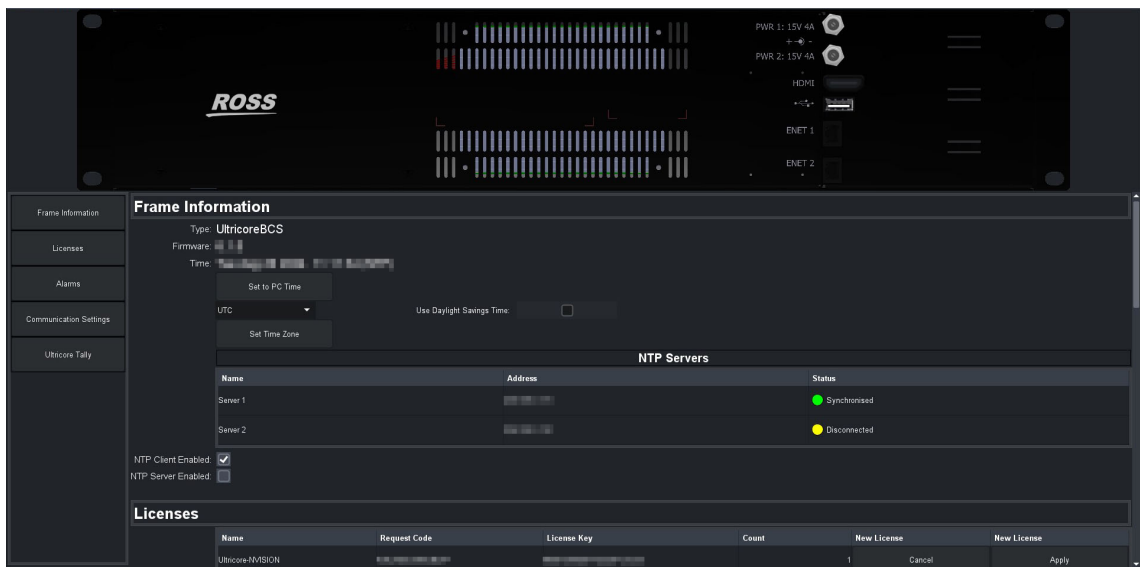 PWR 1: 15V 4A
PWR 2: 15V 4A
HDMI
ROSS
ENET 1
ENET 2
Frame Information
Licenses
Alarms
Communication Settings
Ultricore Tally
Frame Information
Type: UltricoreBCS
Firmware:
Time:
Set to PC Time
UTC Use Daylight Savings Time:
Set Time Zone
NTP Servers
Name Address Status
Server 1 Synchronised
Server 2 Disconnected
NTP Client Enabled:
NTP Server Enabled:
Licenses
Name Request Code License Key Count New License New License
Ultricore-NVISION 1 Cancel Apply